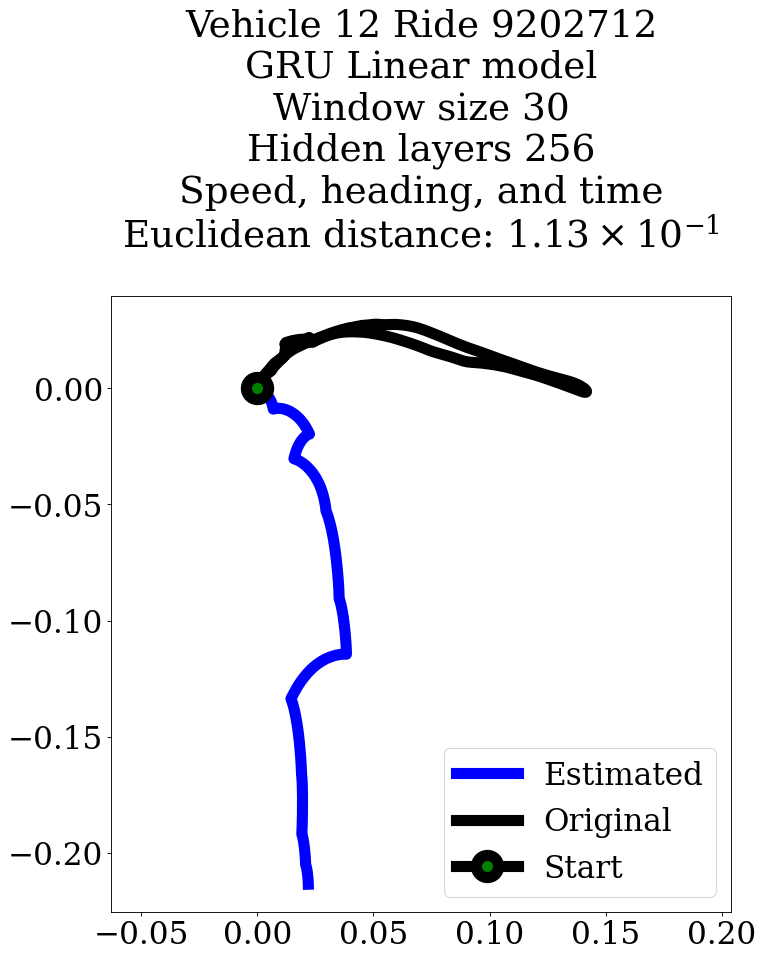 Vehicle 12 Ride 9202712
GRU Linear model
Window size 30
Hidden layers 256
Speed, heading, and time
Euclidean distance: 1.13 × 10⁻¹
0.00
−0.05
−0.10
−0.15
−0.20
Estimated
Original
Start
−0.05 0.00 0.05 0.10 0.15 0.20